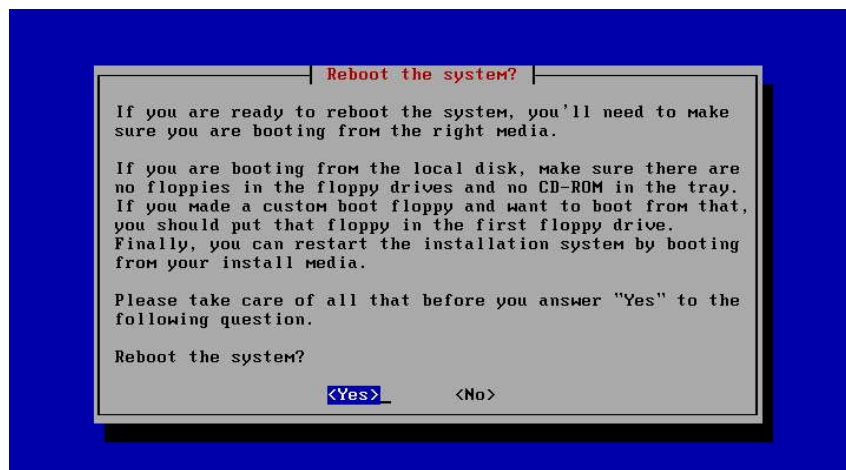 Reboot the system?
If you are ready to reboot the system, you'll need to make
sure you are booting from the right media.
If you are booting from the local disk, make sure there are
no floppies in the floppy drives and no CD-ROM in the tray.
If you made a custom boot floppy and want to boot from that,
you should put that floppy in the first floppy drive.
Finally, you can restart the installation system by booting
from your install media.
Please take care of all that before you answer "Yes" to the
following question.
Reboot the system?
<Yes>_ <No>